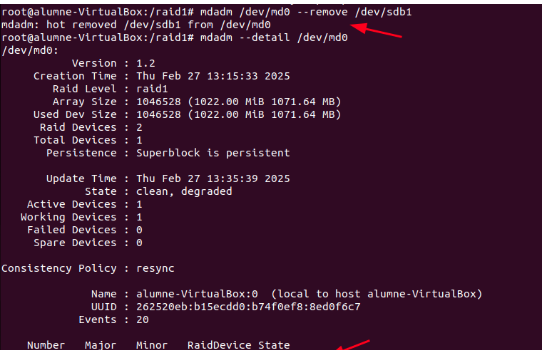 root@alumne-VirtualBox:/raid1# mdadm /dev/md0 --remove /dev/sdb1
mdadm: hot removed /dev/sdb1 from /dev/md0
root@alumne-VirtualBox:/raid1# mdadm --detail /dev/md0
/dev/md0:
Version : 1.2
Creation Time : Thu Feb 27 13:15:33 2025
Raid Level : raid1
Array Size : 1046528 (1022.00 MiB 1071.64 MB)
Used Dev Size : 1046528 (1022.00 MiB 1071.64 MB)
Raid Devices : 2
Total Devices : 1
Persistence : Superblock is persistent
Update Time : Thu Feb 27 13:35:39 2025
State : clean, degraded
Active Devices : 1
Working Devices : 1
Failed Devices : 0
Spare Devices : 0
Consistency Policy : resync
Name : alumne-VirtualBox:0  (local to host alumne-VirtualBox)
UUID : 262520eb:b15ecdd0:b74f0ef8:8ed0f6c7
Events : 20
Number   Major   Minor   RaidDevice State